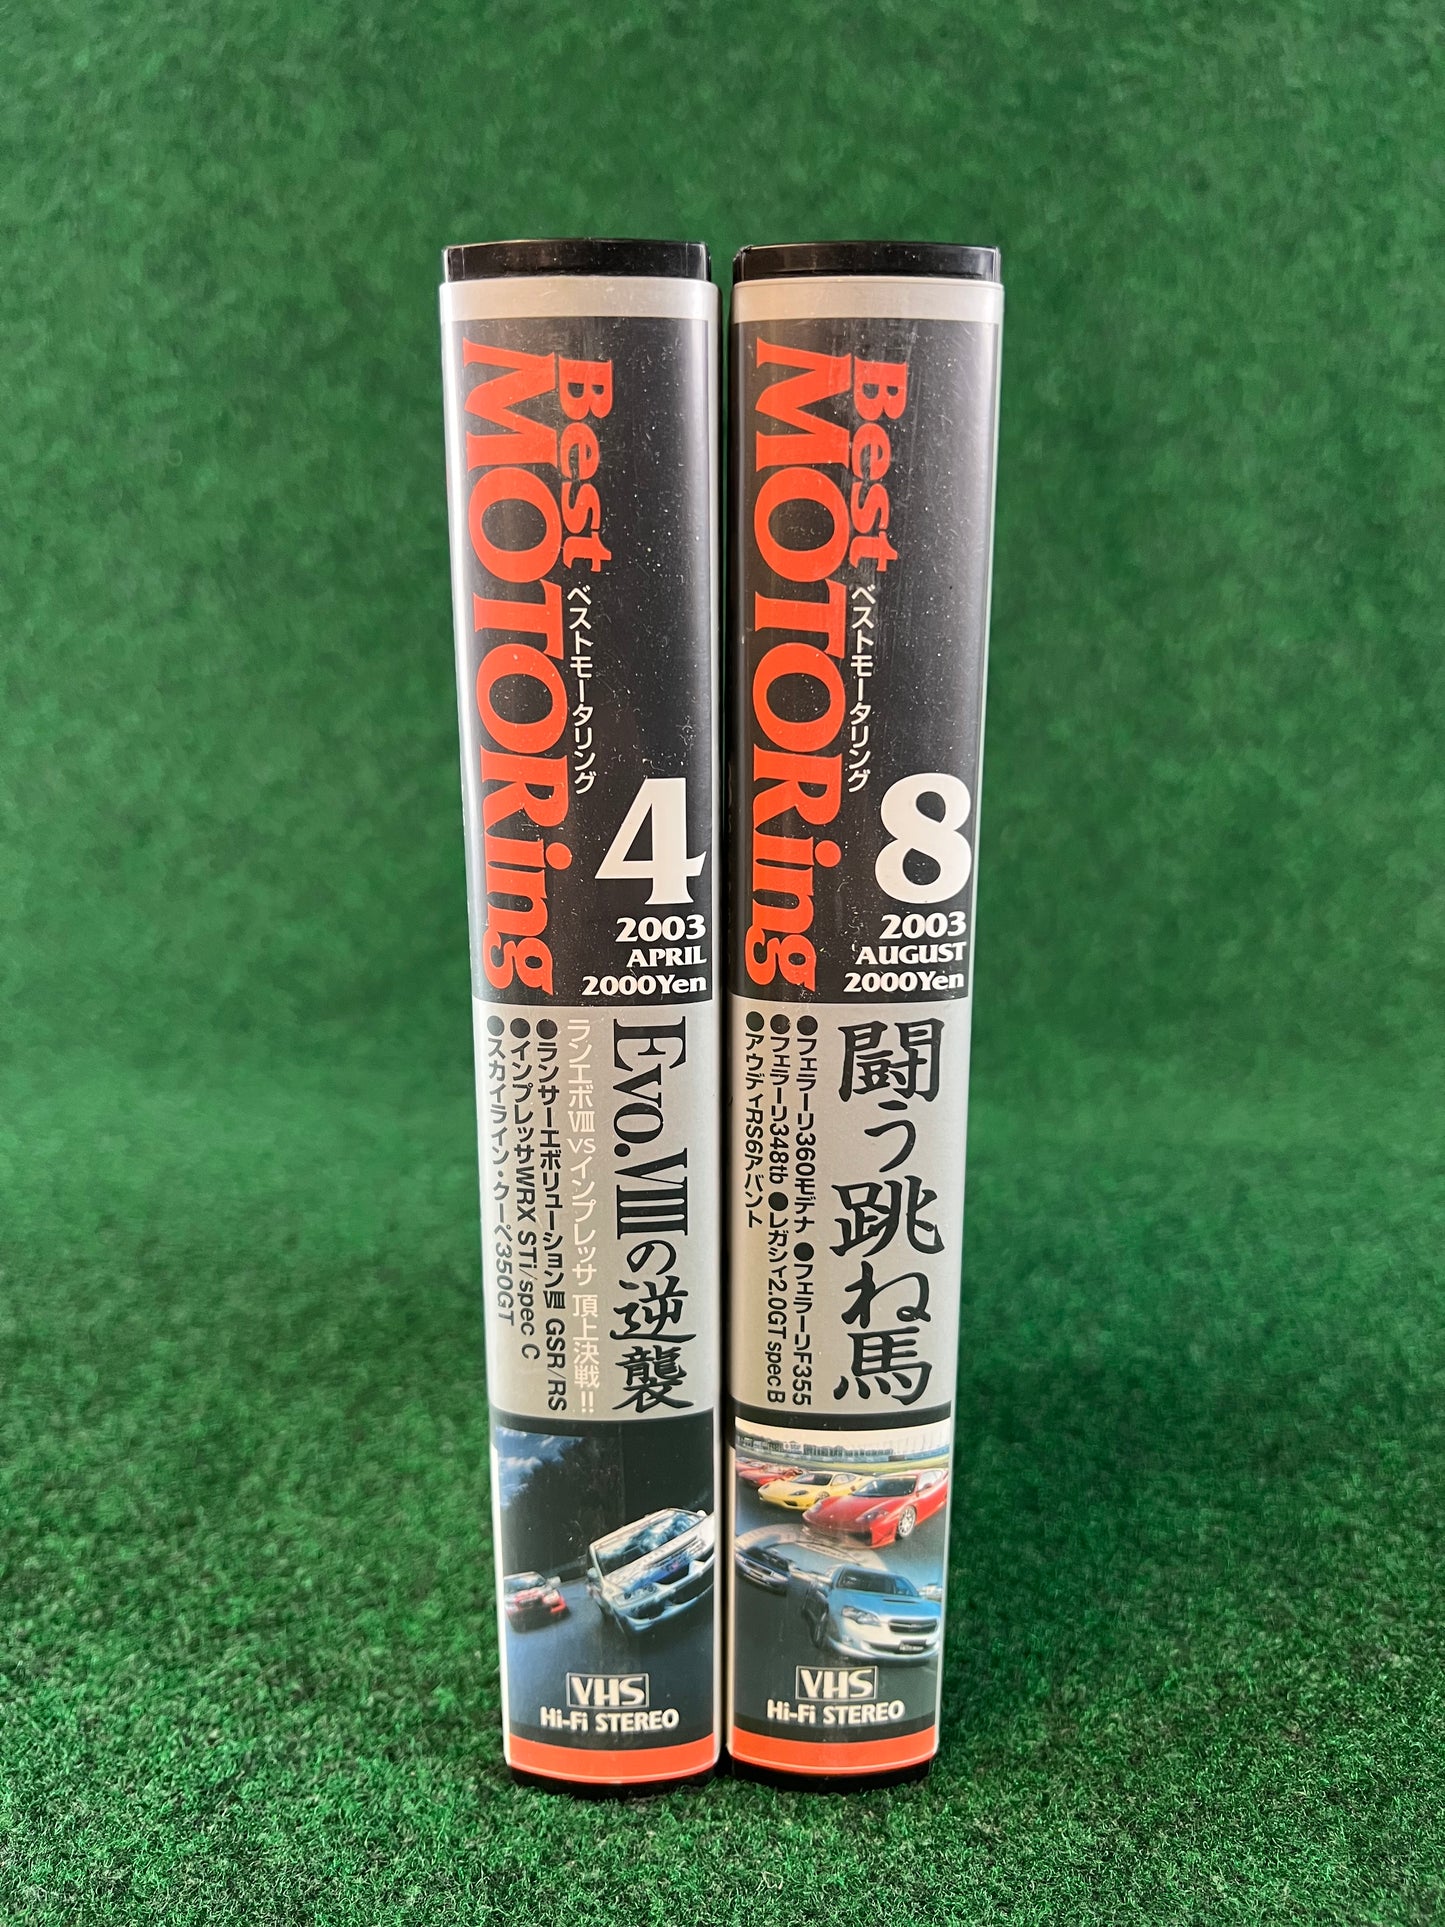 Best
MOTORing
ベストモータリング
4
2003
APRIL
2000Yen
Evo.Ⅷの逆襲
ランエボⅧ vsインプレッサ 頂上決戦!!
●ランサーエボリューションⅧ GSR/RS
●インプレッサWRX STi/spec C
●スカイライン・クーペ350GT
VHS
Hi-Fi STEREO
Best
MOTORing
ベストモータリング
8
2003
AUGUST
2000Yen
闘う跳ね馬
●フェラーリ360モデナ ●フェラーリF355
●フェラーリ348tb ●レガシィ2.0GT spec B
●アウディRS6アバント
VHS
Hi-Fi STEREO